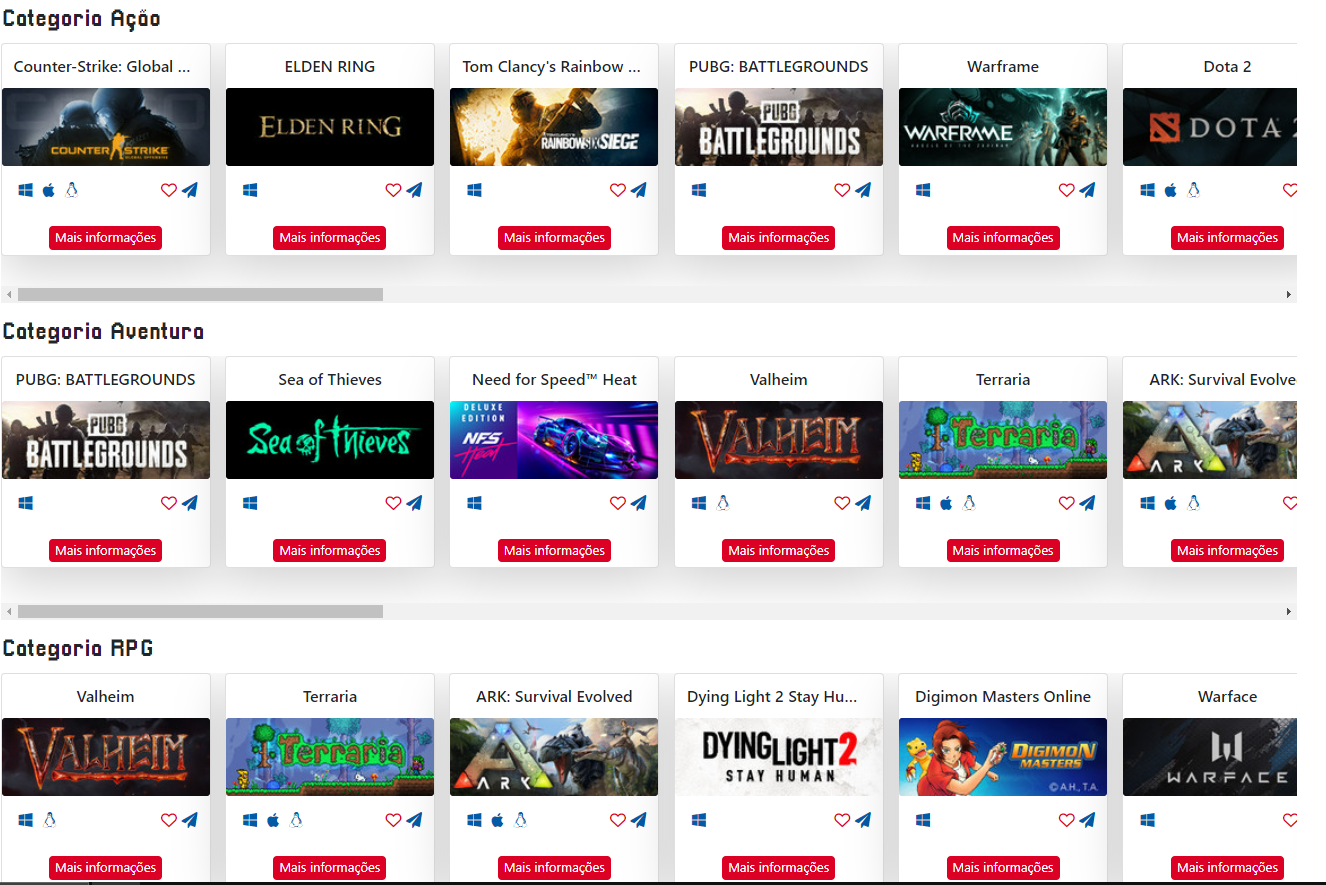 Categoria Ação
Counter-Strike: Global ...
ELDEN RING
Tom Clancy's Rainbow ...
PUBG: BATTLEGROUNDS
Warframe
Dota 2
COUNTER STRIKE
GLOBAL OFFENSIVE
ELDEN RING
TOM CLANCY'S
RAINBOW SIX SIEGE
PUBG
BATTLEGROUNDS
WARFRAME
DOTA 2
Mais informações
Mais informações
Mais informações
Mais informações
Mais informações
Mais informações
Categoria Aventura
PUBG: BATTLEGROUNDS
Sea of Thieves
Need for Speed™ Heat
Valheim
Terraria
ARK: Survival Evolve
PUBG
BATTLEGROUNDS
Sea of Thieves
DELUXE
EDITION
NFS
Heat
VALHEIM
Terraria
ARK
Mais informações
Mais informações
Mais informações
Mais informações
Mais informações
Mais informações
Categoria RPG
Valheim
Terraria
ARK: Survival Evolved
Dying Light 2 Stay Hu...
Digimon Masters Online
Warface
VALHEIM
Terraria
ARK
DYING LIGHT 2
STAY HUMAN
DIGIMON
MASTERS
©A.H., T.A.
WARFACE
Mais informações
Mais informações
Mais informações
Mais informações
Mais informações
Mais informações